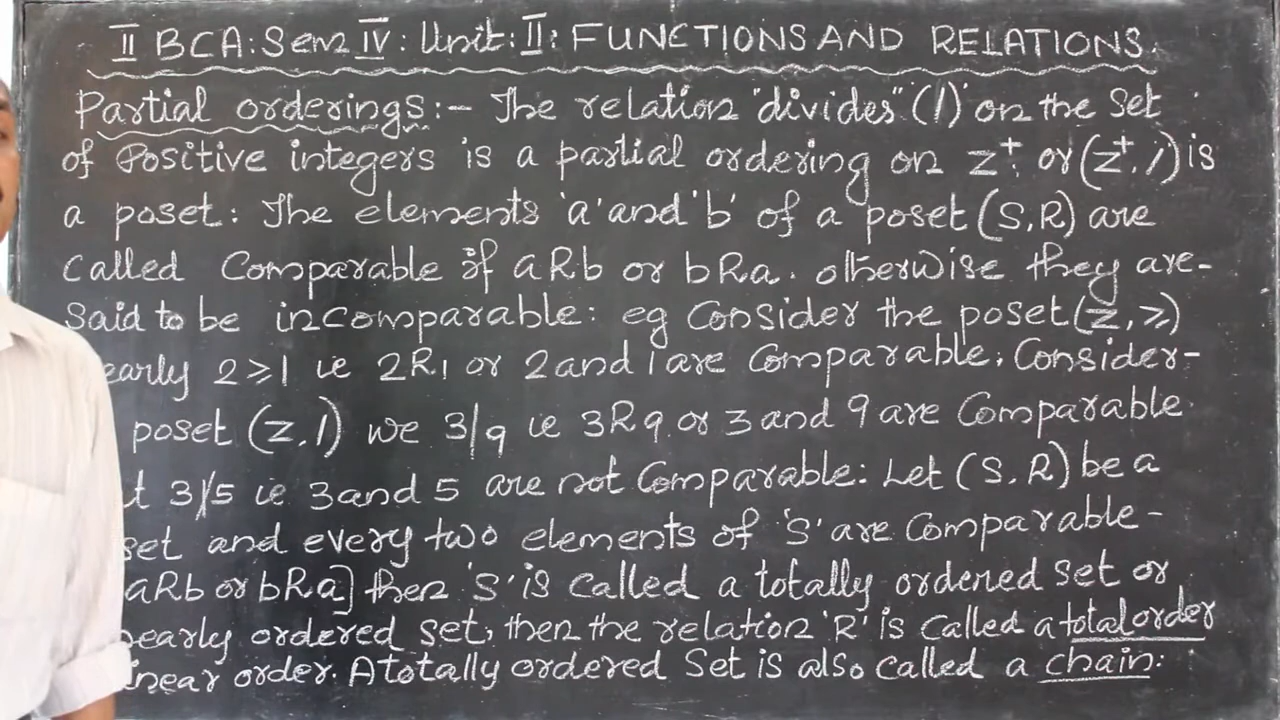 II BCA: Sem IV: Unit: II: FUNCTIONS AND RELATIONS.
Partial orderings:- The relation "divides" (/) on the set
of Positive integers is a partial ordering on Z⁺. or (Z⁺, /) is
a poset: The elements 'a' and 'b' of a poset (S,R) are
called Comparable if aRb or bRa. otherwise they are-
Said to be incomparable: eg Consider the poset (Z, ≥)
early 2≥1 ie 2R1 or 2 and 1 are Comparable, Consider-
poset (Z, /) we 3/9 ie 3R9 or 3 and 9 are Comparable
t 3∤5 ie 3 and 5 are not Comparable: Let (S, R) be a
set and every two elements of 'S' are Comparable-
aRb or bRa] then 'S' is called a totally ordered set or
nearly ordered set, then the relation 'R' is called a total order
inear order. A totally ordered Set is also called a chain: